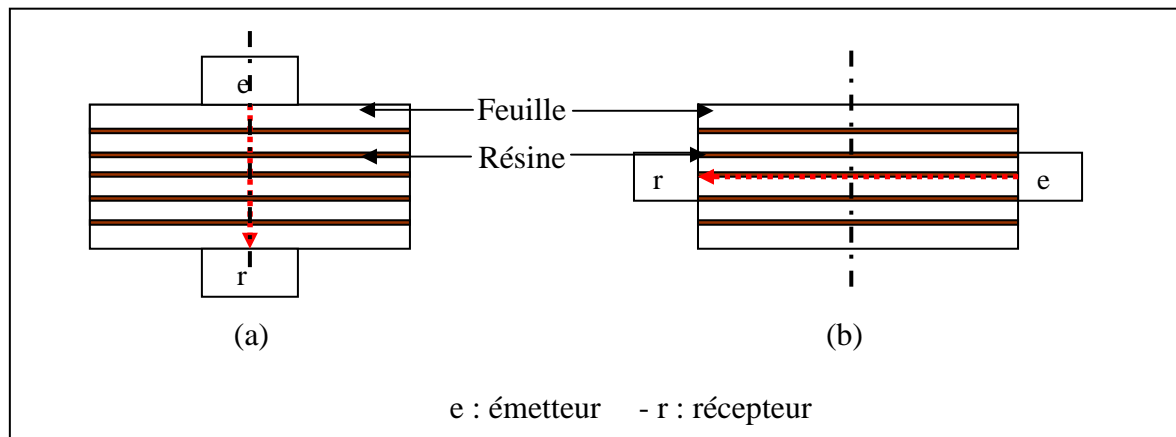 e
Feuille
Résine
r
e
r
(a)
(b)
e : émetteur - r : récepteur